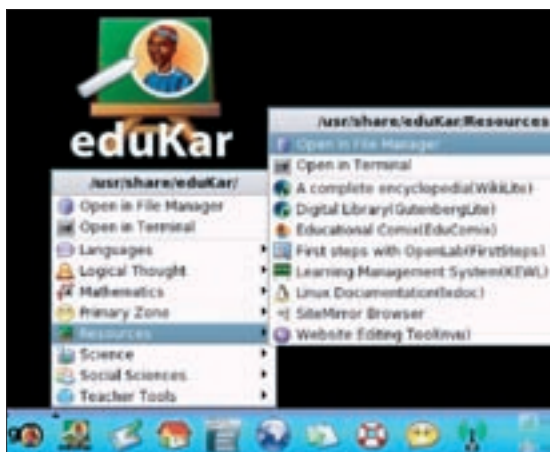 eduKar
/usr/share/eduKar/
Open in File Manager
Open in Terminal
Languages
Logical Thought
Mathematics
Primary Zone
Resources
Science
Social Sciences
Teacher Tools
/usr/share/eduKar/Resources
Open in File Manager
Open in Terminal
A complete encyclopedia(WikiLite)
Digital Library(GutenbergLite)
Educational Comix(EduComix)
First steps with OpenLab(FirstSteps)
Learning Management System(KEWL)
Linux Documentation(lxdoc)
SiteMirror Browser
Website Editing Tool(nvu)